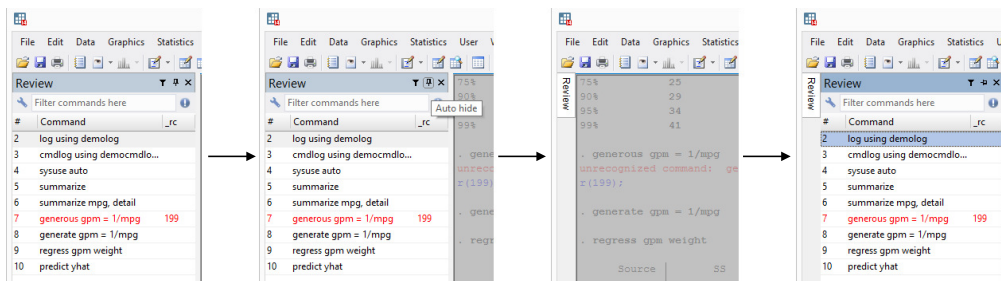 File Edit Data Graphics Statistics
Review
Filter commands here
# Command _rc
2 log using demolog
3 cmdlog using democmdlo...
4 sysuse auto
5 summarize
6 summarize mpg, detail
7 generous gpm = 1/mpg 199
8 generate gpm = 1/mpg
9 regress gpm weight
10 predict yhat
File Edit Data Graphics Statistics User
Review
Auto hide
Filter commands here
# Command _rc
2 log using demolog
3 cmdlog using democmdlo...
4 sysuse auto
5 summarize
6 summarize mpg, detail
7 generous gpm = 1/mpg 199
8 generate gpm = 1/mpg
9 regress gpm weight
10 predict yhat
75%
90%
95%
99%
. gene
unreco
r(199)
. gene
. regr
File Edit Data Graphics Statistics
Review
75% 25
90% 29
95% 34
99% 41
. generous gpm = 1/mpg
unrecognized command: ge
r(199);
. generate gpm = 1/mpg
. regress gpm weight
Source SS
File Edit Data Graphics Statistics U
Review
Review
Filter commands here
# Command _rc
2 log using demolog
3 cmdlog using democmdlo...
4 sysuse auto
5 summarize
6 summarize mpg, detail
7 generous gpm = 1/mpg 199
8 generate gpm = 1/mpg
9 regress gpm weight
10 predict yhat